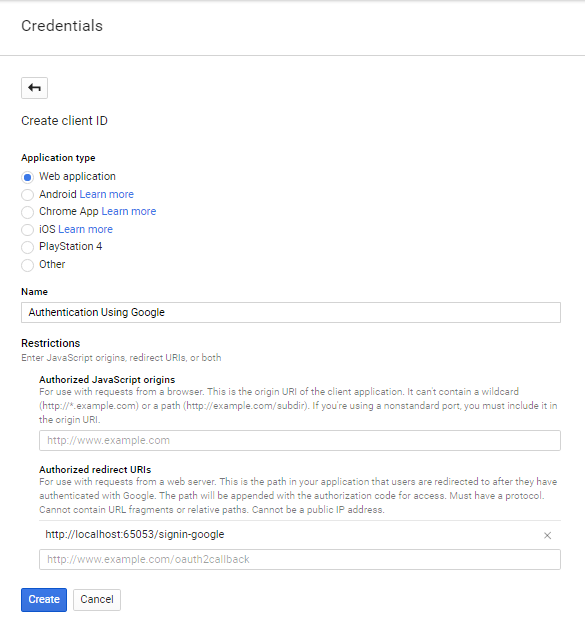 Credentials
Create client ID
Application type
Web application
Android Learn more
Chrome App Learn more
iOS Learn more
PlayStation 4
Other
Name
Authentication Using Google
Restrictions
Enter JavaScript origins, redirect URIs, or both
Authorized JavaScript origins
For use with requests from a browser. This is the origin URI of the client application. It can't contain a wildcard
(http://*.example.com) or a path (http://example.com/subdir). If you're using a nonstandard port, you must include it in
the origin URI.
http://www.example.com
Authorized redirect URIs
For use with requests from a web server. This is the path in your application that users are redirected to after they have
authenticated with Google. The path will be appended with the authorization code for access. Must have a protocol.
Cannot contain URL fragments or relative paths. Cannot be a public IP address.
http://localhost:65053/signin-google
http://www.example.com/oauth2callback
Create Cancel